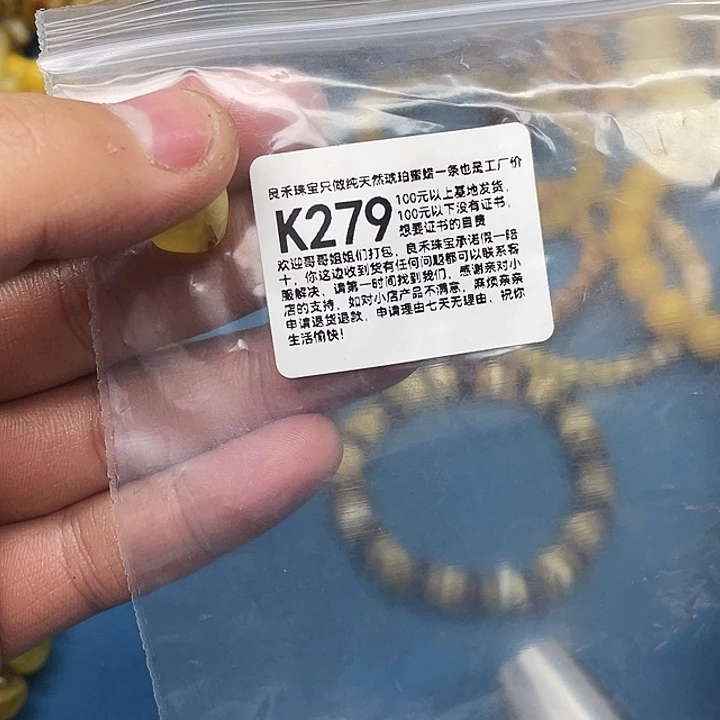 良禾珠宝只做纯天然琥珀蜜蜡一条也是工厂价
K279
100元以上基地发货，
100元以下没有证书，
想要证书的自费
欢迎哥哥姐姐们打包，良禾珠宝承诺假一赔
十，你这边收到货有任何问题都可以联系客
服解决，请第一时间找到我们，感谢亲对小
店的支持，如对小店产品不满意，麻烦亲亲
申请退货退款，申请理由七天无理由，祝你
生活愉快！